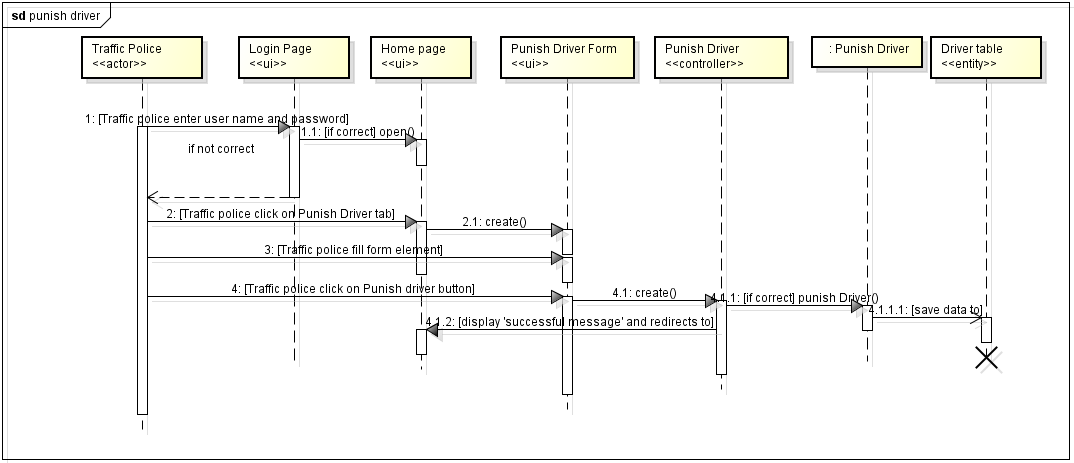 sd punish driver
Traffic Police
<<actor>>
Login Page
<<ui>>
Home page
<<ui>>
Punish Driver Form
<<ui>>
Punish Driver
<<controller>>
: Punish Driver
Driver table
<<entity>>
1: [Traffic police enter user name and password]
1.1: [if correct] open()
if not correct
2: [Traffic police click on Punish Driver tab]
2.1: create()
3: [Traffic police fill form element]
4: [Traffic police click on Punish driver button]
4.1: create()
4.1.1: [if correct] punish Driver()
4.1.1.1: [save data to]
4.1.2: [display 'successful message' and redirects to]